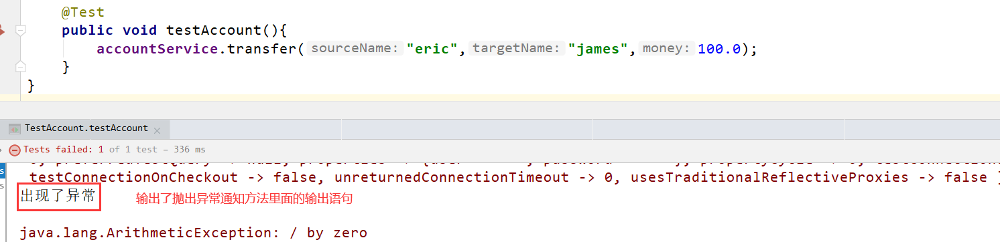 @Test
public void testAccount(){
accountService.transfer( sourceName: "eric", targetName: "james", money: 100.0);
}
}
TestAccount.testAccount
Tests failed: 1 of 1 test – 336 ms
testConnectionOnCheckout -> false, unreturnedConnectionTimeout -> 0, usesTraditionalReflectiveProxies -> false ]
出现了异常 输出了抛出异常通知方法里面的输出语句
java.lang.ArithmeticException: / by zero